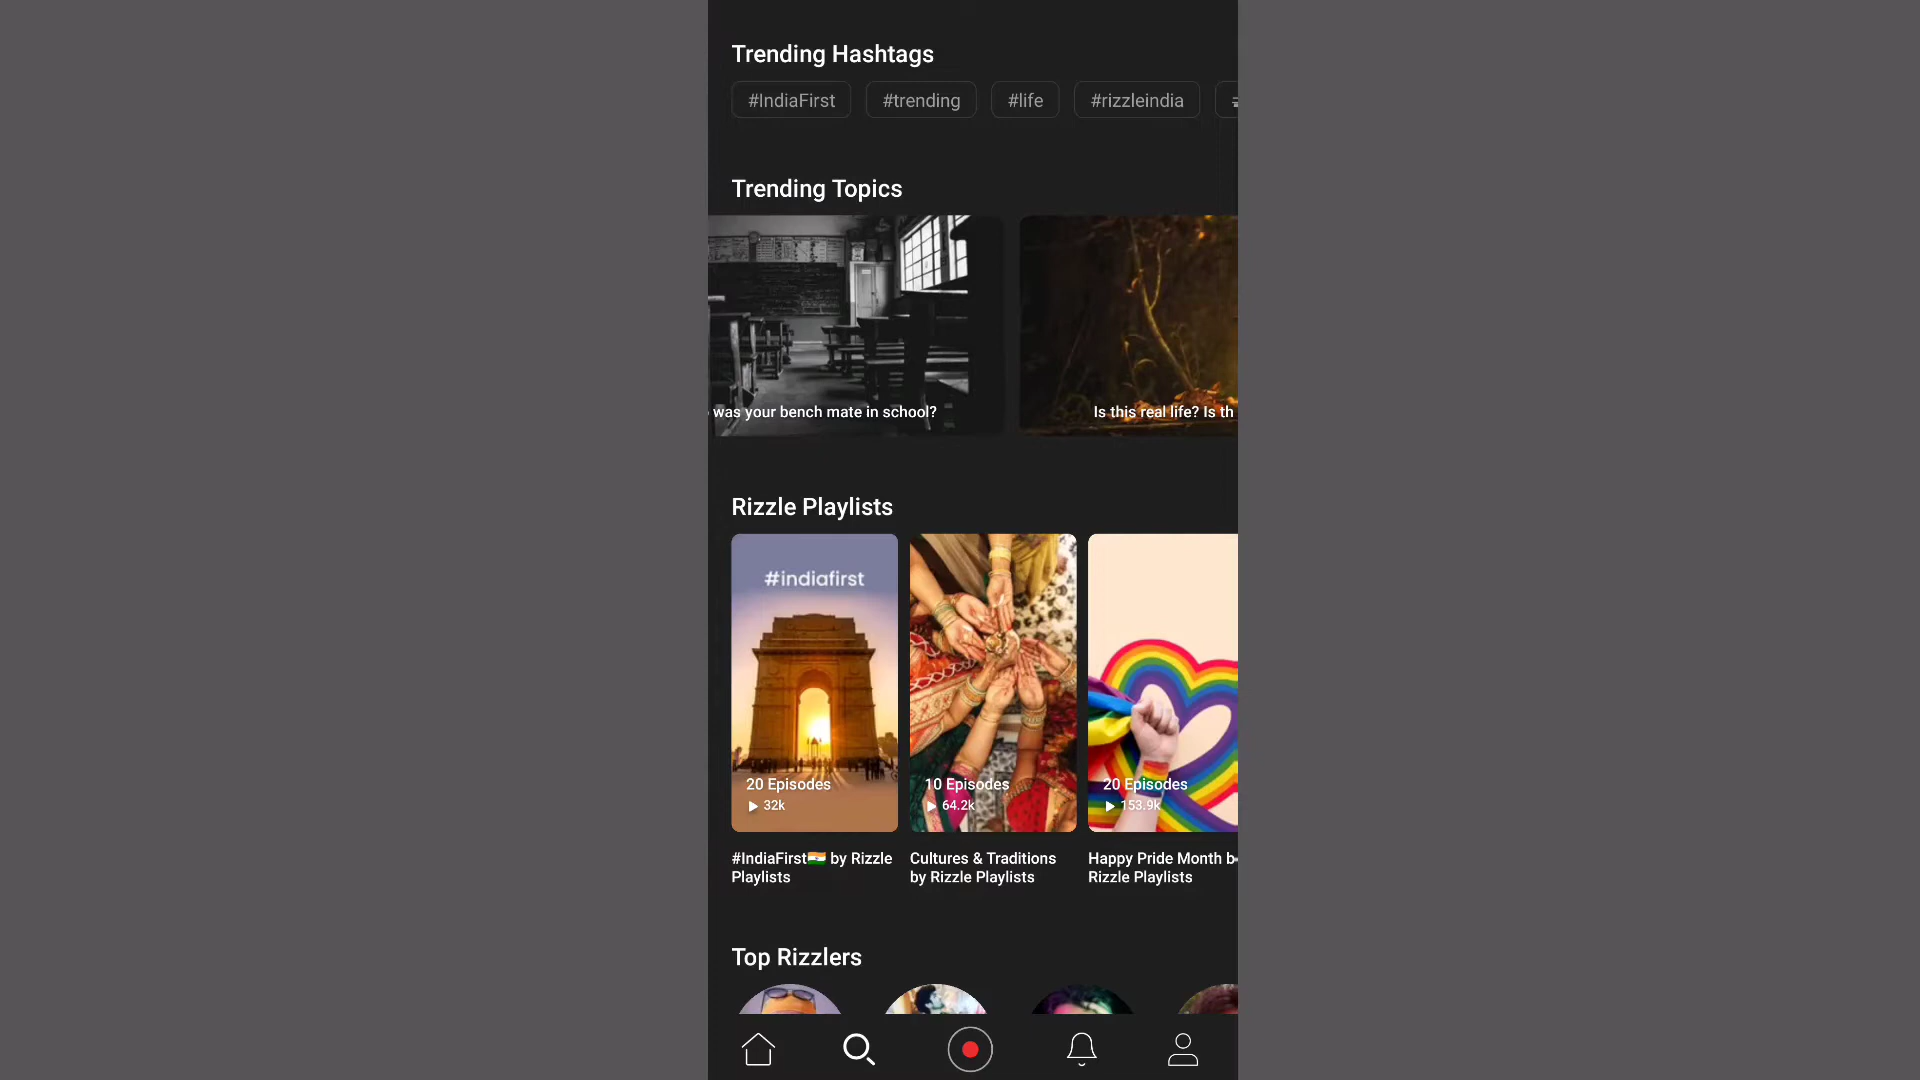 Trending Hashtags
#IndiaFirst #trending #life #rizzleindia
Trending Topics
was your bench mate in school?
Is this real life? Is th
Rizzle Playlists
#indiafirst
20 Episodes
32k
10 Episodes
64.2k
20 Episodes
153.9k
#IndiaFirst🇮🇳 by Rizzle
Playlists
Cultures & Traditions
by Rizzle Playlists
Happy Pride Month b
Rizzle Playlists
Top Rizzlers